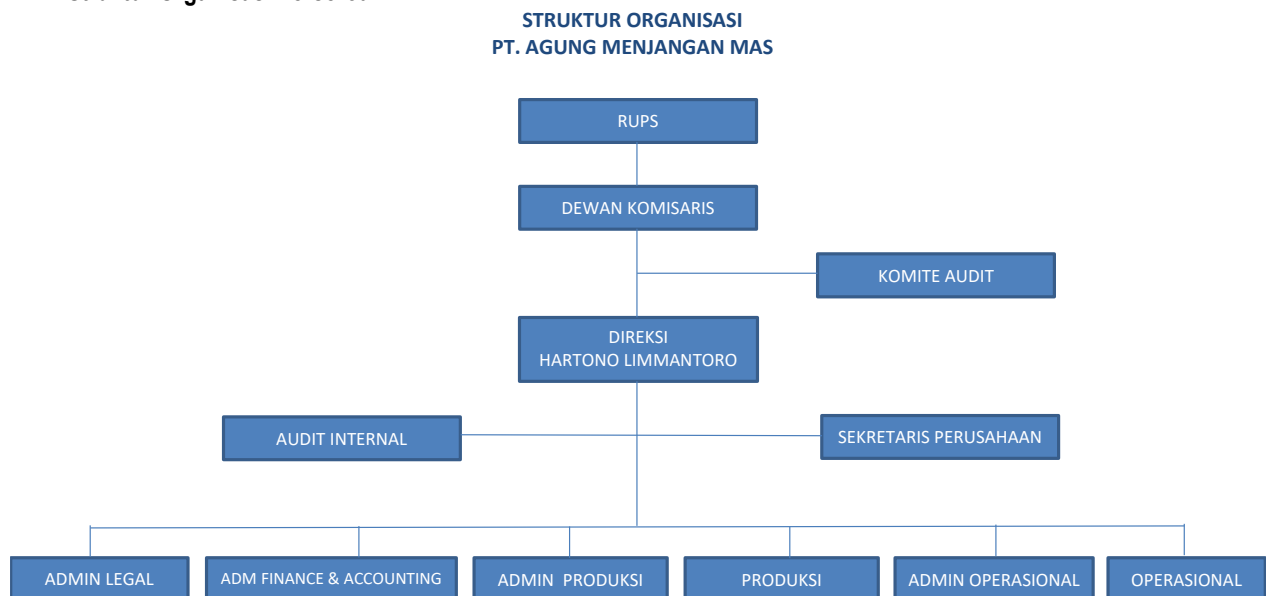 STRUKTUR ORGANISASI
PT. AGUNG MENJANGAN MAS
RUPS
DEWAN KOMISARIS
KOMITE AUDIT
DIREKSI
HARTONO LIMMANTORO
AUDIT INTERNAL
SEKRETARIS PERUSAHAAN
ADMIN LEGAL
ADM FINANCE & ACCOUNTING
ADMIN PRODUKSI
PRODUKSI
ADMIN OPERASIONAL
OPERASIONAL